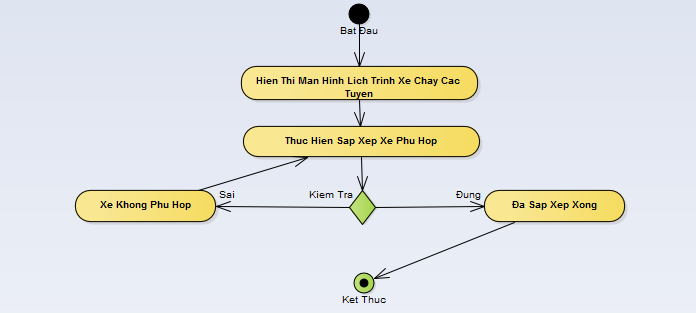 Bat Đau
Hien Thi Man Hinh Lich Trinh Xe Chay Cac
Tuyen
Thuc Hien Sap Xep Xe Phu Hop
Sai
Kiem Tra
Đung
Xe Khong Phu Hop
Đa Sap Xep Xong
Ket Thuc